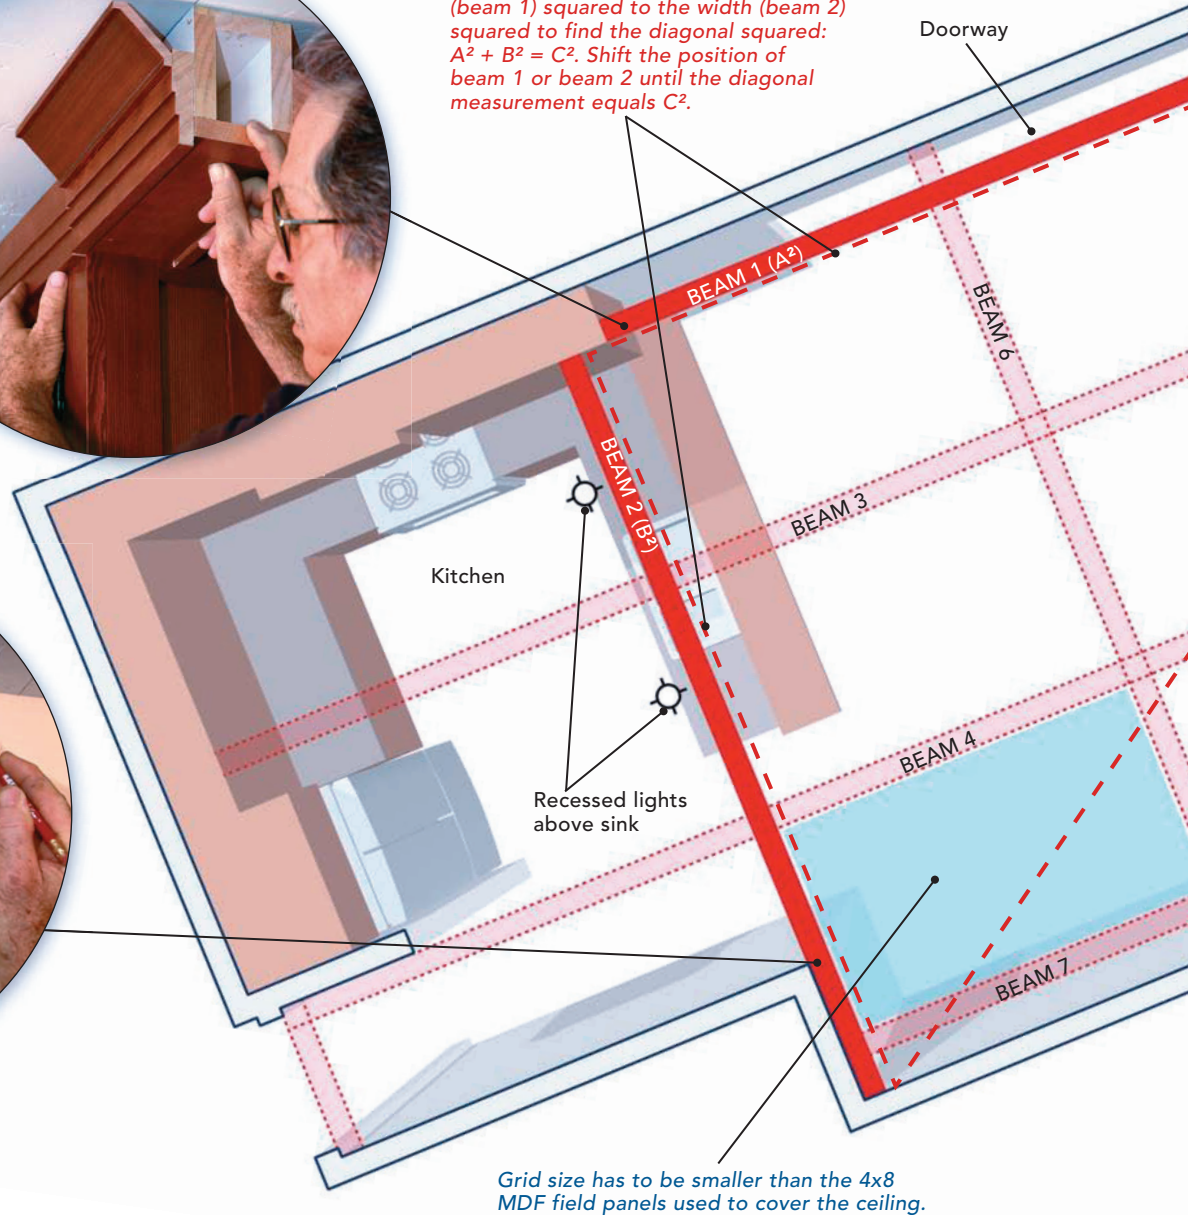 (beam 1) squared to the width (beam 2)
squared to find the diagonal squared:
A² + B² = C². Shift the position of
beam 1 or beam 2 until the diagonal
measurement equals C².
Doorway
BEAM 1 (A²)
BEAM 6
BEAM 2 (B²)
BEAM 3
Kitchen
BEAM 4
Recessed lights
above sink
BEAM 7
Grid size has to be smaller than the 4x8
MDF field panels used to cover the ceiling.